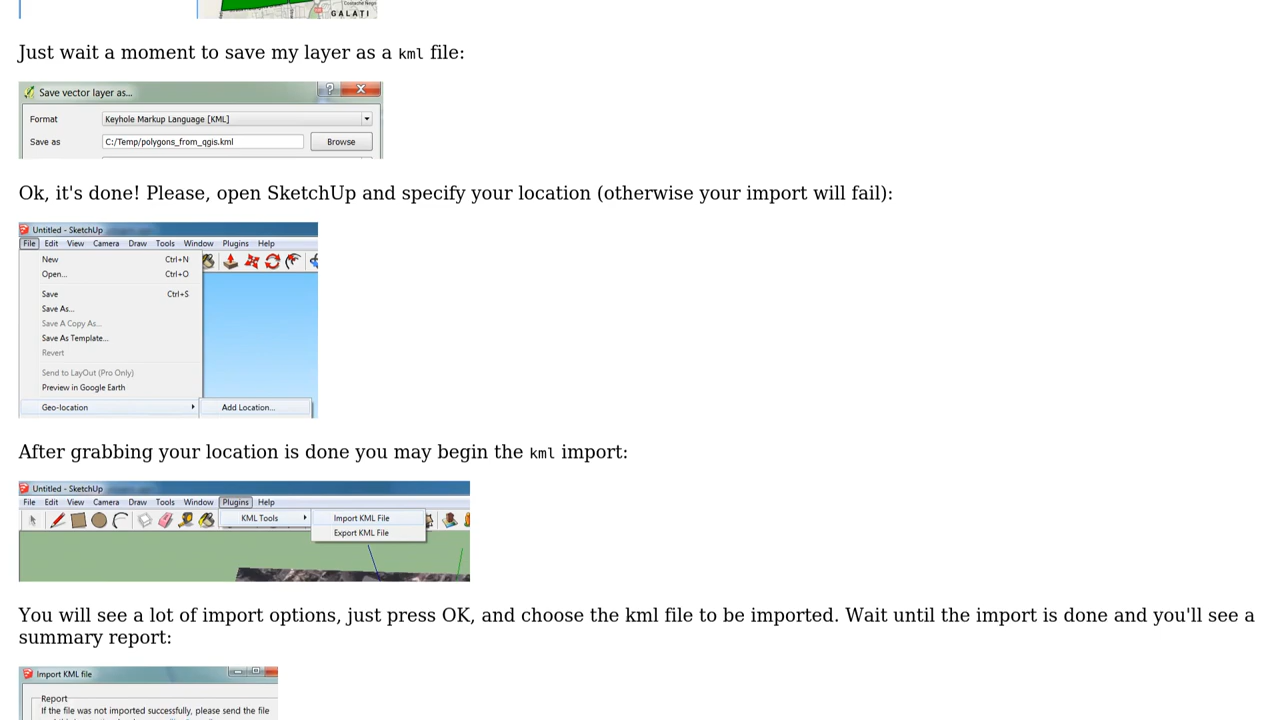 GALATI
Just wait a moment to save my layer as a kml file:
Save vector layer as...
Format
Keyhole Markup Language [KML]
Save as
C:/Temp/polygons_from_qgis.kml
Browse
Ok, it's done! Please, open SketchUp and specify your location (otherwise your import will fail):
Untitled - SketchUp
File Edit View Camera Draw Tools Window Plugins Help
New Ctrl+N
Open... Ctrl+O
Save Ctrl+S
Save As...
Save A Copy As...
Save As Template...
Revert
Send to LayOut (Pro Only)
Preview in Google Earth
Geo-location Add Location...
After grabbing your location is done you may begin the kml import:
Untitled - SketchUp
File Edit View Camera Draw Tools Window Plugins Help
KML Tools Import KML File
Export KML File
You will see a lot of import options, just press OK, and choose the kml file to be imported. Wait until the import is done and you'll see a
summary report:
Import KML file
Report
If the file was not imported successfully, please send the file